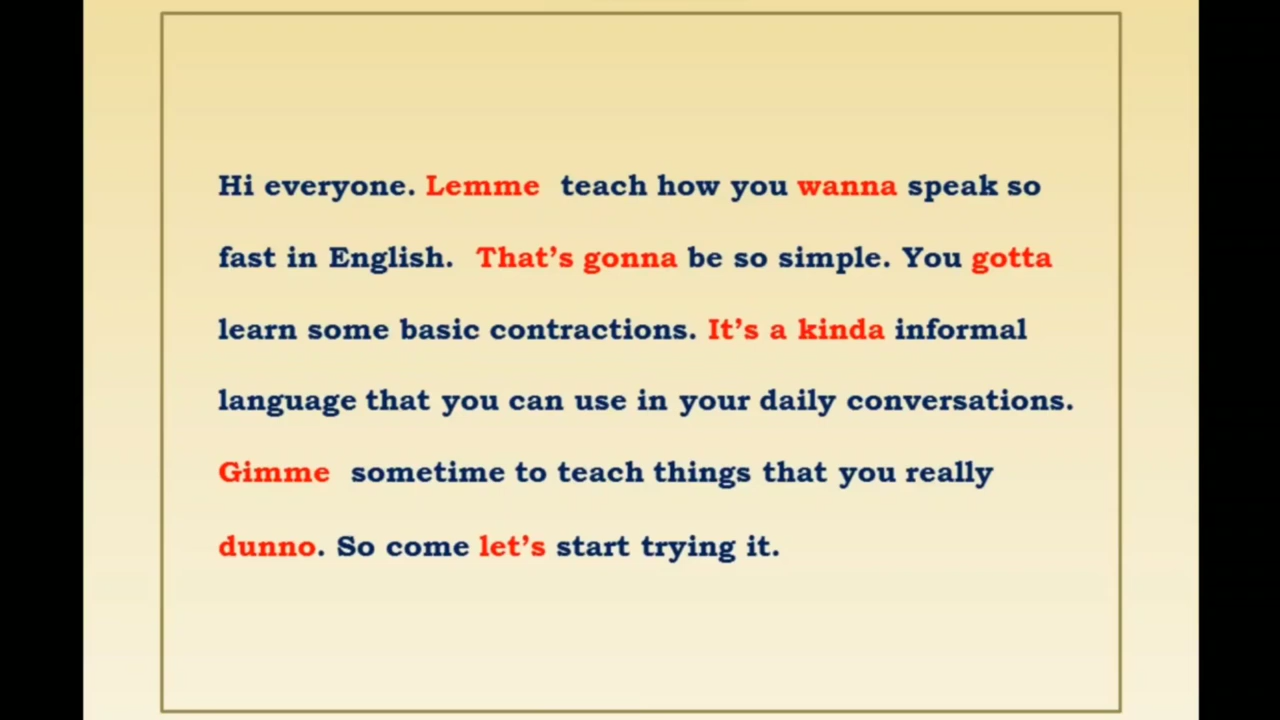 Hi everyone. Lemme teach how you wanna speak so
fast in English. That’s gonna be so simple. You gotta
learn some basic contractions. It’s a kinda informal
language that you can use in your daily conversations.
Gimme sometime to teach things that you really
dunno. So come let’s start trying it.